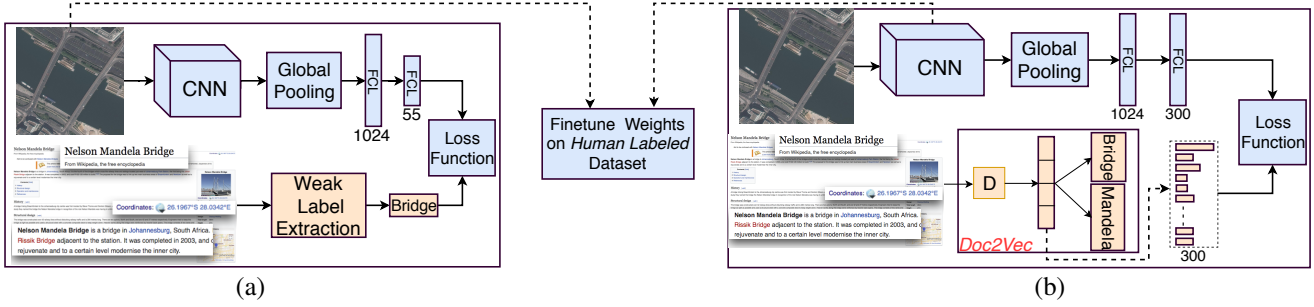 CNN
Global
Pooling
FCL
1024
FCL
55
Loss
Function
Nelson Mandela Bridge
From Wikipedia, the free encyclopedia
Nelson Mandela Bridge
Coordinates: 26.1967°S 28.0342°E
Nelson Mandela Bridge is a bridge in Johannesburg, South Africa.
Rissik Bridge adjacent to the station. It was completed in 2003, and
rejuvenate and to a certain level modernise the inner city.
Weak
Label
Extraction
Bridge
(a)
Finetune Weights
on Human Labeled
Dataset
CNN
Global
Pooling
FCL
1024
FCL
300
Loss
Function
Nelson Mandela Bridge
From Wikipedia, the free encyclopedia
Nelson Mandela Bridge
Coordinates: 26.1967°S 28.0342°E
Nelson Mandela Bridge is a bridge in Johannesburg, South Africa.
Rissik Bridge adjacent to the station. It was completed in 2003, and
rejuvenate and to a certain level modernise the inner city.
D
Bridge
Mandela
Doc2Vec
300
(b)